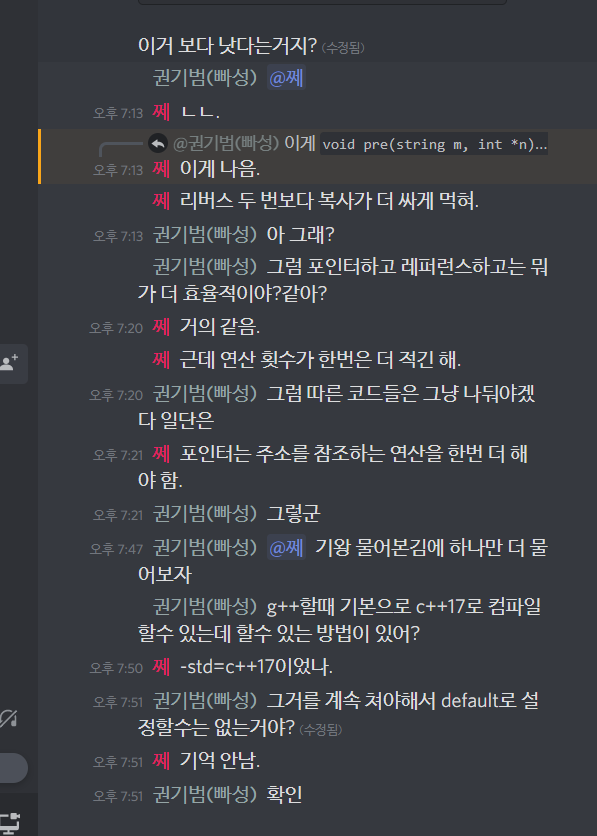 이거 보다 낫다는거지? (수정됨)
권기범(빠성) @쩨
오후 7:13 쩨 ㄴㄴ.
@권기범(빠성) 이게 void pre(string m, int *n)...
오후 7:13 쩨 이게 나음.
쩨 리버스 두 번보다 복사가 더 싸게 먹혀.
오후 7:13 권기범(빠성) 아 그래?
권기범(빠성) 그럼 포인터하고 레퍼런스하고는 뭐
가 더 효율적이야?같아?
오후 7:20 쩨 거의 같음.
쩨 근데 연산 횟수가 한번은 더 적긴 해.
오후 7:20 권기범(빠성) 그럼 따른 코드들은 그냥 나둬야겠
다 일단은
오후 7:21 쩨 포인터는 주소를 참조하는 연산을 한번 더 해
야 함.
오후 7:21 권기범(빠성) 그렇군
오후 7:47 권기범(빠성) @쩨 기왕 물어본김에 하나만 더 물
어보자
권기범(빠성) g++할때 기본으로 c++17로 컴파일
할수 있는데 할수 있는 방법이 있어?
오후 7:50 쩨 -std=c++17이었나.
오후 7:51 권기범(빠성) 그거를 계속 쳐야해서 default로 설
정할수는 없는거야? (수정됨)
오후 7:51 쩨 기억 안남.
오후 7:51 권기범(빠성) 확인